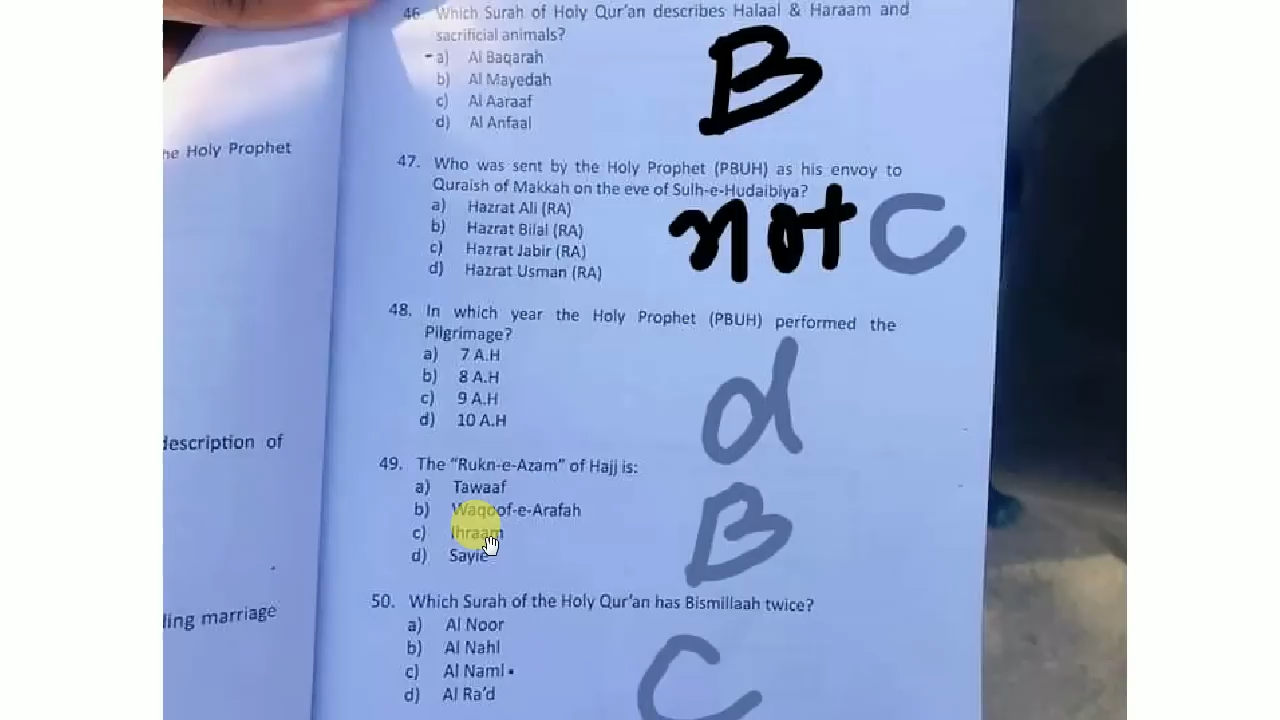 46. Which Surah of Holy Qur'an describes Halaal & Haraam and
sacrificial animals?
a) Al Baqarah
b) Al Mayedah
c) Al Aaraaf
d) Al Anfaal
B
he Holy Prophet
47. Who was sent by the Holy Prophet (PBUH) as his envoy to
Quraish of Makkah on the eve of Sulh-e-Hudaibiya?
a) Hazrat Ali (RA)
b) Hazrat Bilal (RA)
c) Hazrat Jabir (RA)
d) Hazrat Usman (RA)
not C
48. In which year the Holy Prophet (PBUH) performed the
Pilgrimage?
a) 7 A.H
b) 8 A.H
c) 9 A.H
d) 10 A.H
d
description of
49. The "Rukn-e-Azam" of Hajj is:
a) Tawaaf
b) Waqoof-e-Arafah
c) Ihraam
d) Sayie
B
ling marriage
50. Which Surah of the Holy Qur'an has Bismillaah twice?
a) Al Noor
b) Al Nahl
c) Al Naml
d) Al Ra'd
C